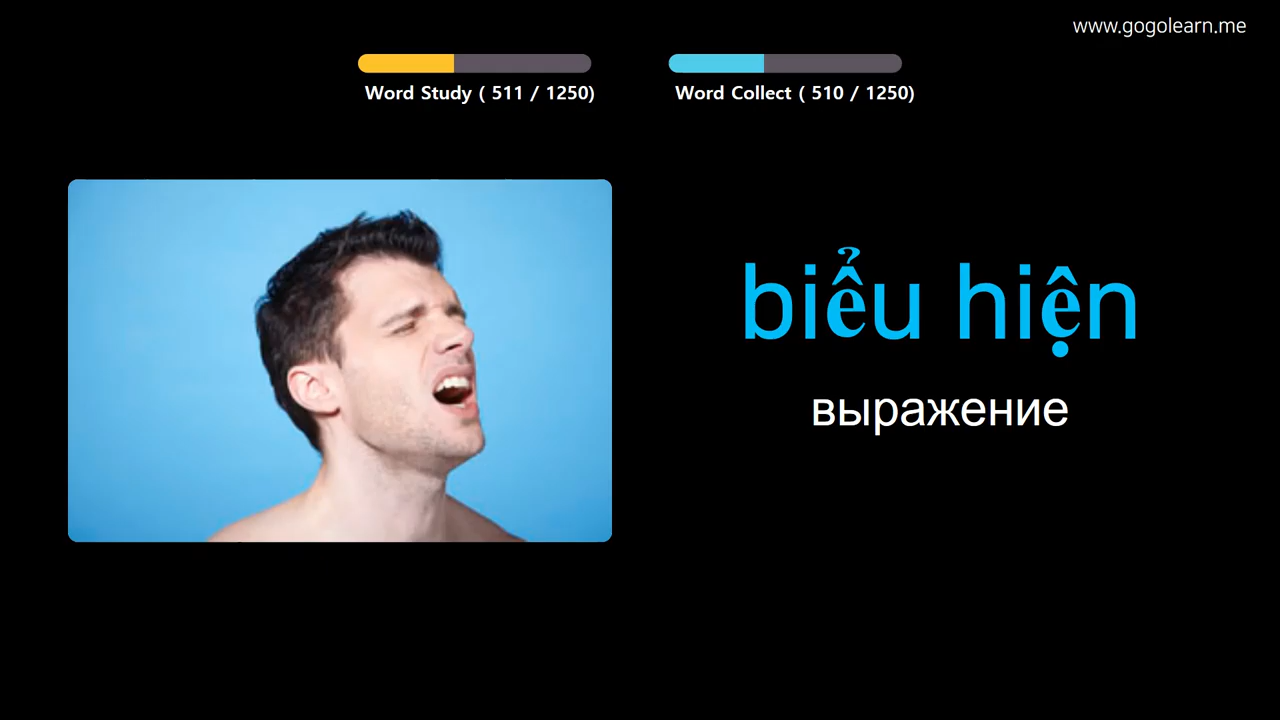 www.gogolearn.me
Word Study ( 511 / 1250)
Word Collect ( 510 / 1250)
biểu hiện
выражение